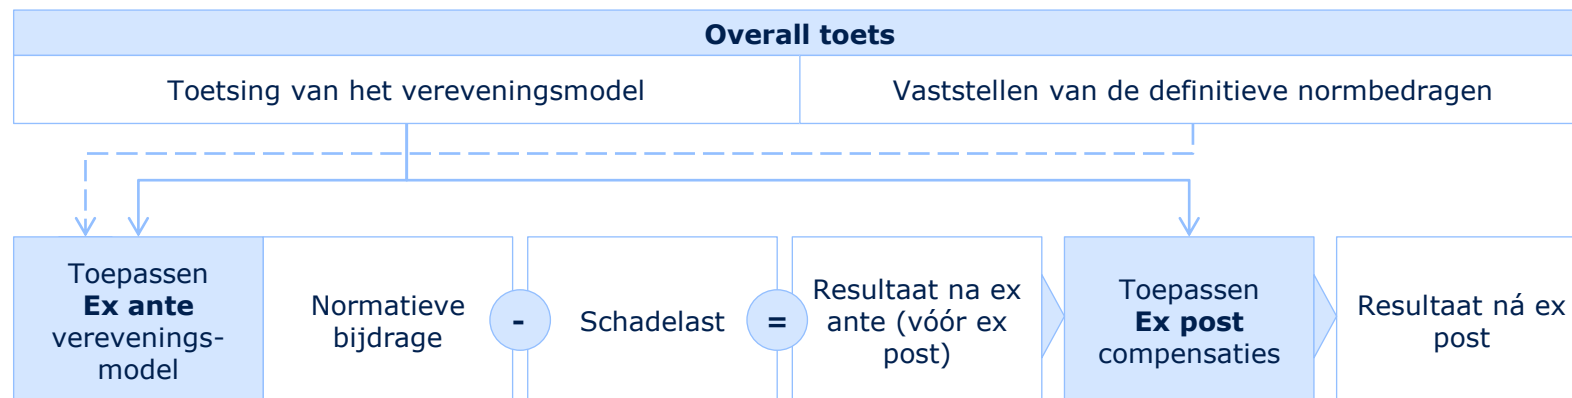 Overall toets
Toetsing van het vereveningsmodel
Vaststellen van de definitieve normbedragen
Toepassen
Ex ante
verevenings-
model
Normatieve
bijdrage
-
Schadelast
=
Resultaat na ex
ante (vóór ex
post)
Toepassen
Ex post
compensaties
Resultaat ná ex
post